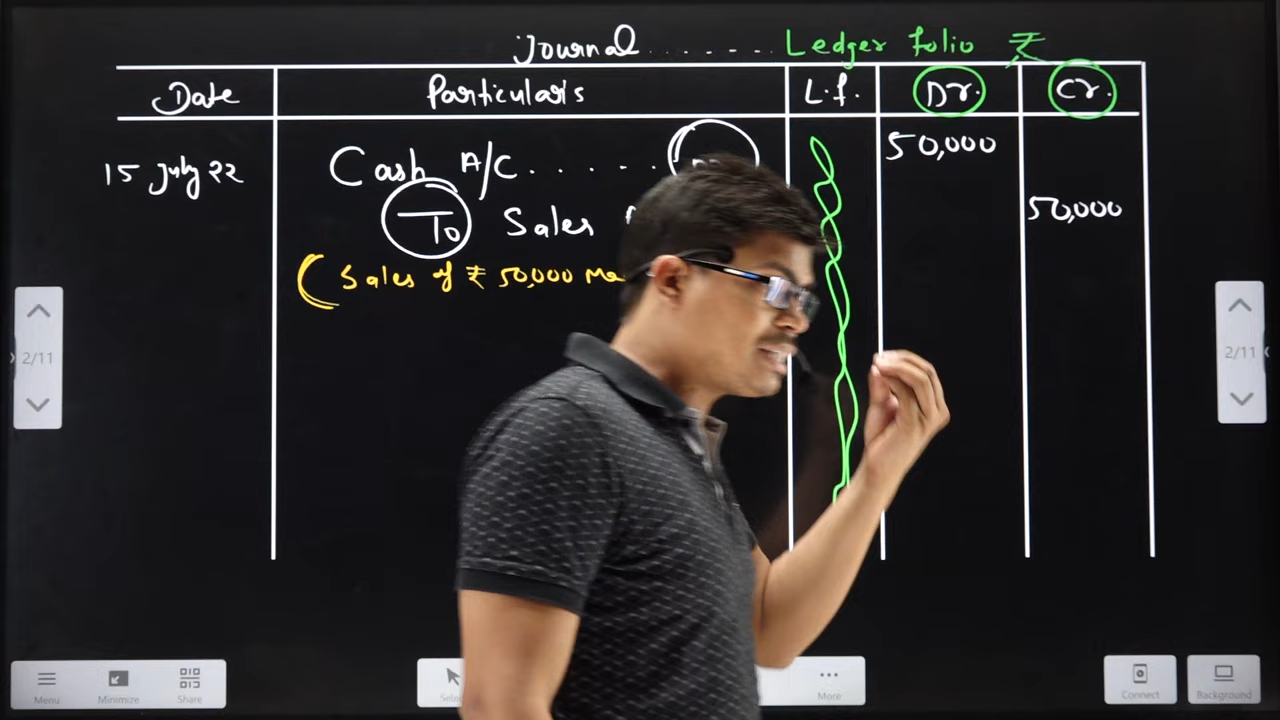 Journal . . . . . . . Ledger folio ₹
Date Particulars L.f. Dr. Cr.
15 July 22 Cash A/C . . . . . 50,000
To Sales 50,000
(Sales of ₹ 50,000
2/11
2/11
Menu Minimize Share More Connect Background